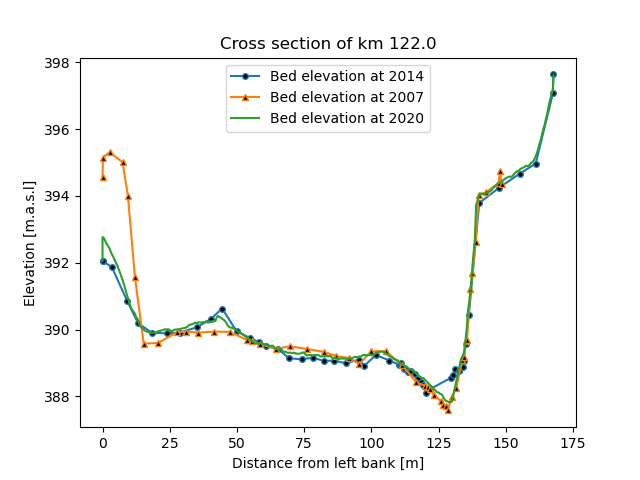 Cross section of km 122.0
Bed elevation at 2014
Bed elevation at 2007
Bed elevation at 2020
Elevation [m.a.s.l]
398
396
394
392
390
388
0 25 50 75 100 125 150 175
Distance from left bank [m]